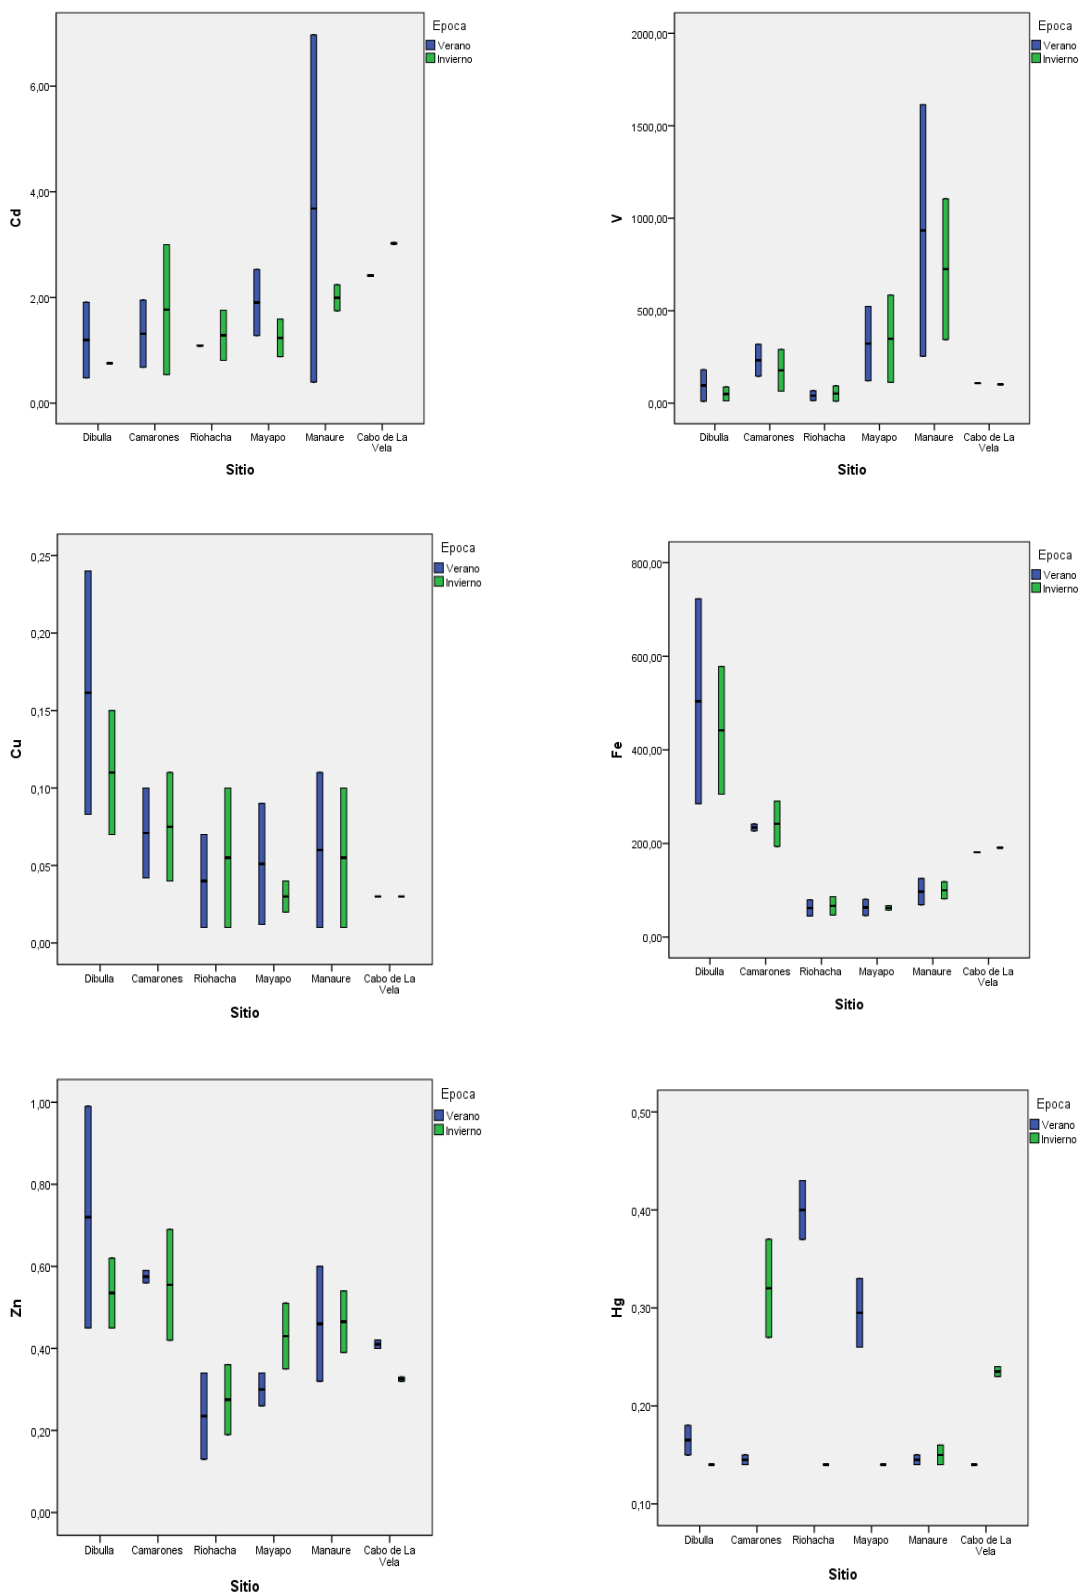 Epoca
Verano
Invierno
6,00
4,00
2,00
0,00
Cd
Dibulla
Camarones
Riohacha
Mayapo
Manaure
Cabo de La
Vela
Sitio
Epoca
Verano
Invierno
2000,00
1500,00
1000,00
500,00
0,00
V
Dibulla
Camarones
Riohacha
Mayapo
Manaure
Cabo de La
Vela
Sitio
Epoca
Verano
Invierno
0,25
0,20
0,15
0,10
0,05
0,00
Cu
Dibulla
Camarones
Riohacha
Mayapo
Manaure
Cabo de La
Vela
Sitio
Epoca
Verano
Invierno
800,00
600,00
400,00
200,00
0,00
Fe
Dibulla
Camarones
Riohacha
Mayapo
Manaure
Cabo de La
Vela
Sitio
Epoca
Verano
Invierno
1,00
0,80
0,60
0,40
0,20
0,00
Zn
Dibulla
Camarones
Riohacha
Mayapo
Manaure
Cabo de La
Vela
Sitio
Epoca
Verano
Invierno
0,50
0,40
0,30
0,20
0,10
Hg
Dibulla
Camarones
Riohacha
Mayapo
Manaure
Cabo de La
Vela
Sitio